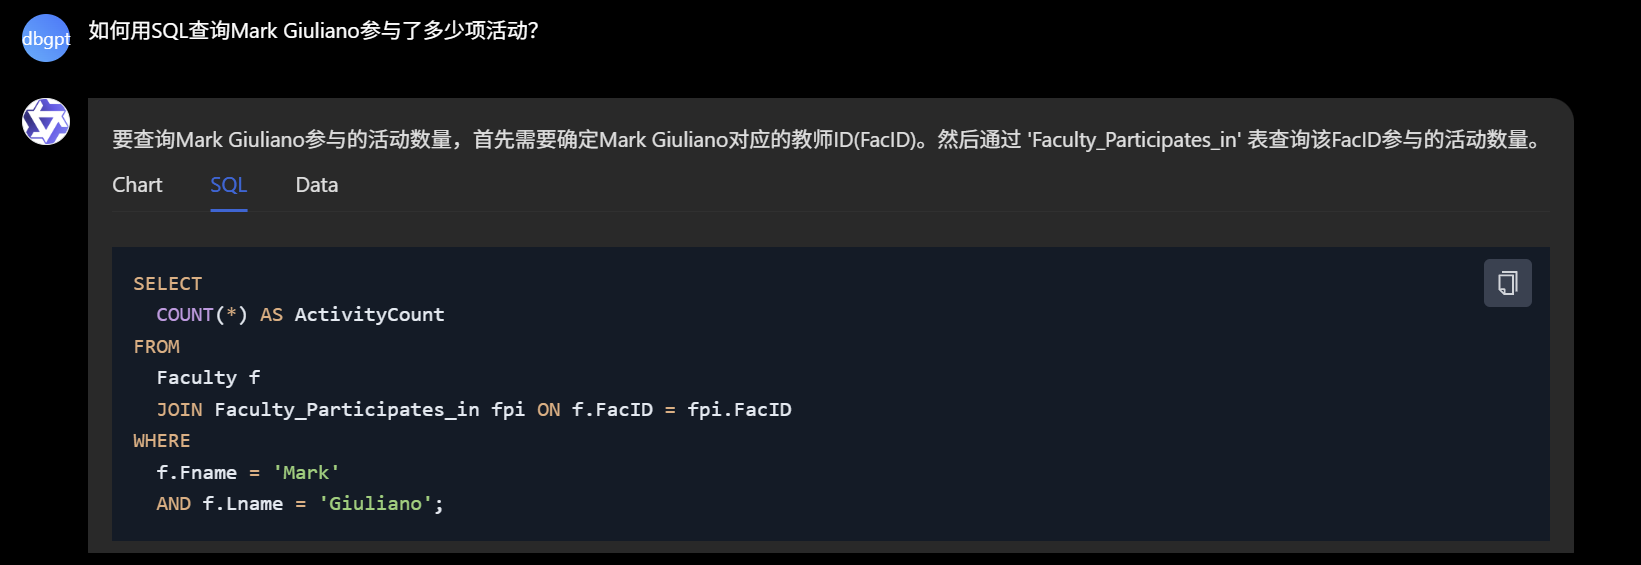 dbgpt
如何用SQL查询Mark Giuliano参与了多少项活动?
要查询Mark Giuliano参与的活动数量，首先需要确定Mark Giuliano对应的教师ID(FacID)。然后通过 'Faculty_Participates_in' 表查询该FacID参与的活动数量。
Chart SQL Data
SELECT
COUNT(*) AS ActivityCount
FROM
Faculty f
JOIN Faculty_Participates_in fpi ON f.FacID = fpi.FacID
WHERE
f.Fname = 'Mark'
AND f.Lname = 'Giuliano';